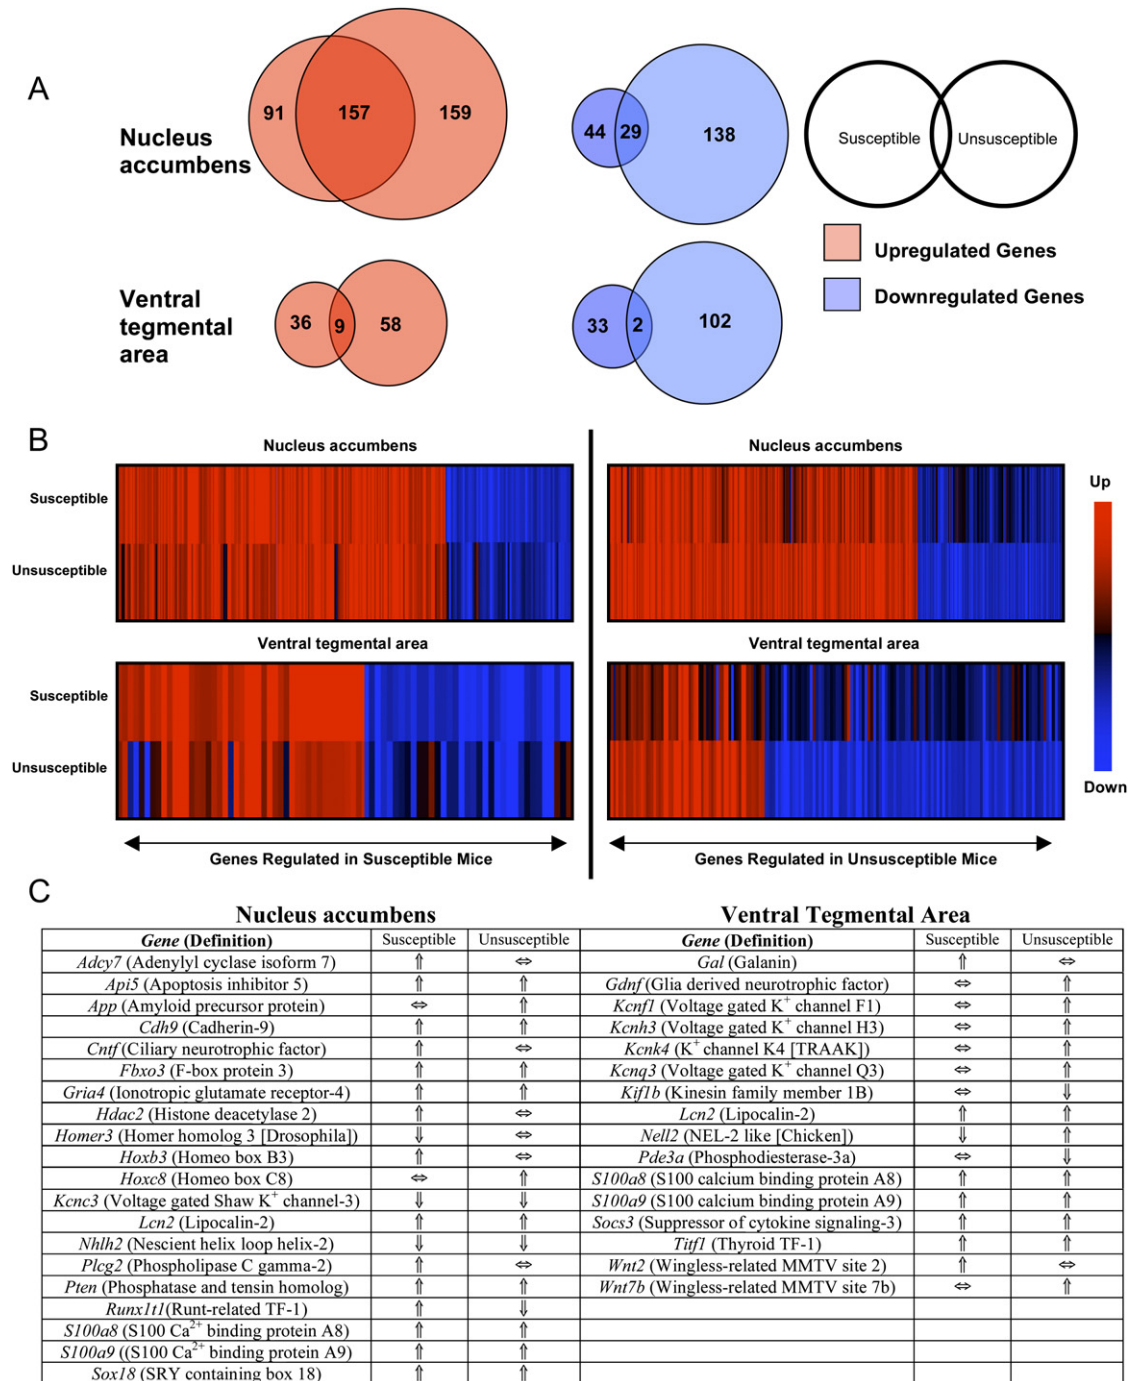 A
Nucleus
accumbens
91
157
159
44
29
138
Susceptible
Unsusceptible
Upregulated Genes
Downregulated Genes
Ventral
tegmental
area
36
9
58
33
2
102
B
Nucleus accumbens
Nucleus accumbens
Susceptible
Unsusceptible
Up
Ventral tegmental area
Ventral tegmental area
Susceptible
Unsusceptible
Down
Genes Regulated in Susceptible Mice
Genes Regulated in Unsusceptible Mice
C
Nucleus accumbens Ventral Tegmental Area
Gene (Definition) Susceptible Unsusceptible Gene (Definition) Susceptible Unsusceptible
Adcy7 (Adenylyl cyclase isoform 7) ⇑ ⇔ Gal (Galanin) ⇑ ⇔
Api5 (Apoptosis inhibitor 5) ⇑ ⇑ Gdnf (Glia derived neurotrophic factor) ⇔ ⇑
App (Amyloid precursor protein) ⇔ ⇑ Kcnf1 (Voltage gated K+ channel F1) ⇔ ⇑
Cdh9 (Cadherin-9) ⇑ ⇑ Kcnh3 (Voltage gated K+ channel H3) ⇔ ⇑
Cntf (Ciliary neurotrophic factor) ⇑ ⇔ Kcnk4 (K+ channel K4 [TRAAK]) ⇔ ⇑
Fbxo3 (F-box protein 3) ⇑ ⇑ Kcnq3 (Voltage gated K+ channel Q3) ⇔ ⇑
Gria4 (Ionotropic glutamate receptor-4) ⇑ ⇑ Kif1b (Kinesin family member 1B) ⇔ ⇓
Hdac2 (Histone deacetylase 2) ⇑ ⇔ Lcn2 (Lipocalin-2) ⇑ ⇑
Homer3 (Homer homolog 3 [Drosophila]) ⇓ ⇔ Nell2 (NEL-2 like [Chicken]) ⇓ ⇑
Hoxb3 (Homeo box B3) ⇑ ⇔ Pde3a (Phosphodiesterase-3a) ⇔ ⇓
Hoxc8 (Homeo box C8) ⇔ ⇑ S100a8 (S100 calcium binding protein A8) ⇑ ⇑
Kcnc3 (Voltage gated Shaw K+ channel-3) ⇓ ⇓ S100a9 (S100 calcium binding protein A9) ⇑ ⇑
Lcn2 (Lipocalin-2) ⇑ ⇑ Socs3 (Suppressor of cytokine signaling-3) ⇑ ⇑
Nhlh2 (Nescient helix loop helix-2) ⇓ ⇓ Titf1 (Thyroid TF-1) ⇑ ⇑
Plcg2 (Phospholipase C gamma-2) ⇑ ⇔ Wnt2 (Wingless-related MMTV site 2) ⇑ ⇔
Pten (Phosphatase and tensin homolog) ⇑ ⇑ Wnt7b (Wingless-related MMTV site 7b) ⇔ ⇑
Runx1t1(Runt-related TF-1) ⇑ ⇓
S100a8 (S100 Ca2+ binding protein A8) ⇑ ⇑
S100a9 ((S100 Ca2+ binding protein A9) ⇑ ⇑
Sox18 (SRY containing box 18) ⇑ ⇑